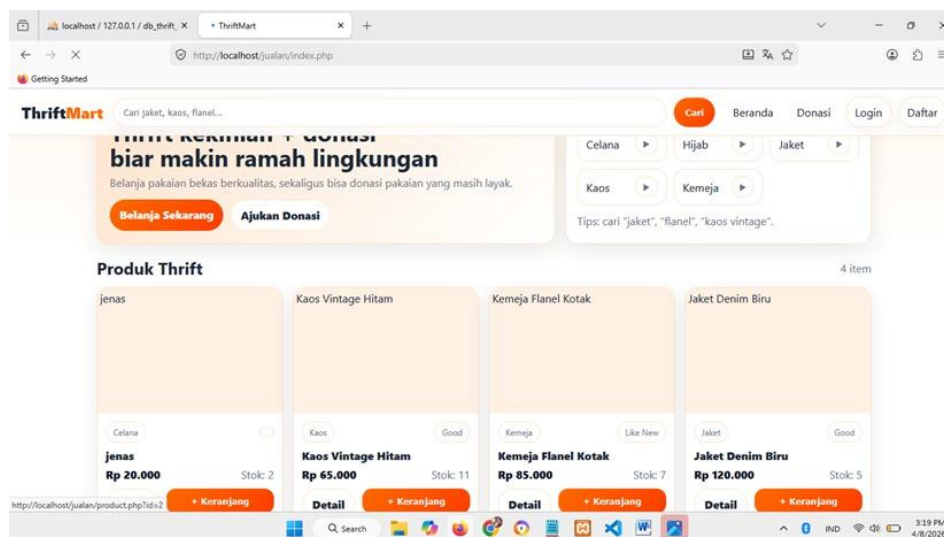 localhost / 127.0.0.1 / db_thrift_
ThriftMart
http://localhost/jualan/index.php
Getting Started
ThriftMart Cari jaket, kaos, flanel... Cari Beranda Donasi Login Daftar
Thrift kekinian + donasi
biar makin ramah lingkungan
Belanja pakaian bekas berkualitas, sekaligus bisa donasi pakaian yang masih layak.
Belanja Sekarang Ajukan Donasi
Celana Hijab Jaket
Kaos Kemeja
Tips: cari "jaket", "flanel", "kaos vintage".
Produk Thrift 4 item
jenas Kaos Vintage Hitam Kemeja Flanel Kotak Jaket Denim Biru
Celana Kaos Good Kemeja Like New Jaket Good
jenas Kaos Vintage Hitam Kemeja Flanel Kotak Jaket Denim Biru
Rp 20.000 Stok: 2 Rp 65.000 Stok: 11 Rp 85.000 Stok: 7 Rp 120.000 Stok: 5
+ Keranjang Detail + Keranjang Detail + Keranjang Detail + Keranjang
http://localhost/jualan/product.php?id=2
Search IND 3:19 PM
4/8/2026